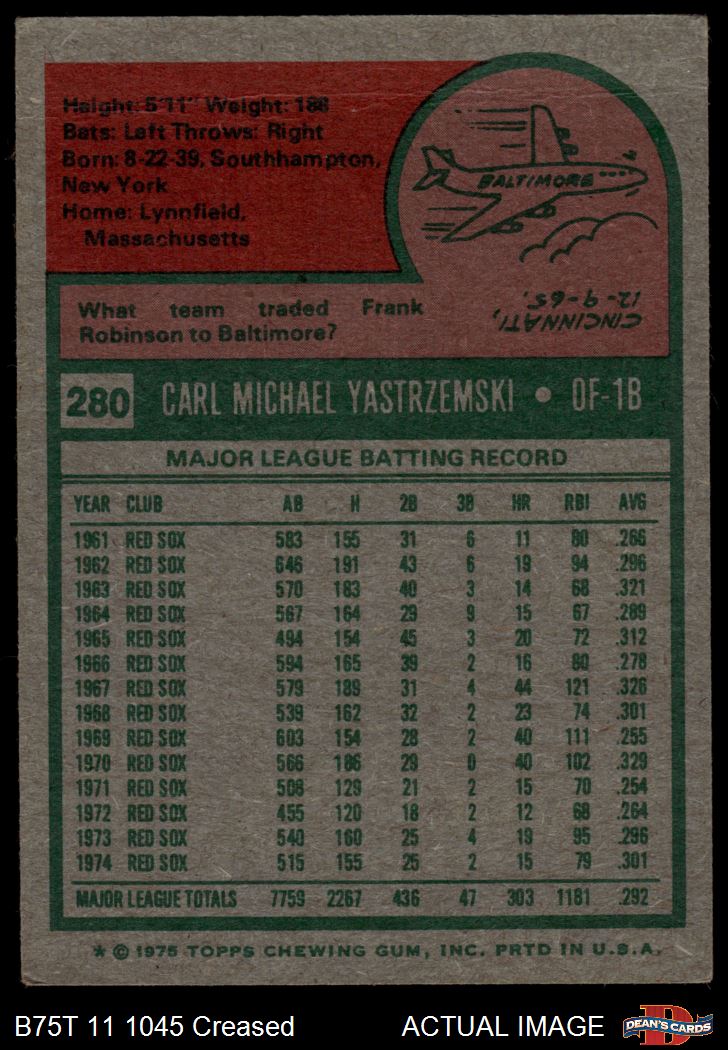 Height: 5'11" Weight: 188
Bats: Left Throws: Right
Born: 8-22-39, Southhampton,
New York
Home: Lynnfield,
Massachusetts
BALTIMORE
What team traded Frank
Robinson to Baltimore?
CINCINNATI,
12-9-65.
280 CARL MICHAEL YASTRZEMSKI • OF-1B
MAJOR LEAGUE BATTING RECORD
YEAR CLUB AB H 2B 3B HR RBI AVG
1961 RED SOX 583 155 31 6 11 80 .266
1962 RED SOX 646 191 43 6 19 94 .296
1963 RED SOX 570 183 40 3 14 68 .321
1964 RED SOX 567 164 29 9 15 67 .289
1965 RED SOX 494 154 45 3 20 72 .312
1966 RED SOX 594 165 39 2 16 80 .278
1967 RED SOX 579 189 31 4 44 121 .326
1968 RED SOX 539 162 32 2 23 74 .301
1969 RED SOX 603 154 28 2 40 111 .255
1970 RED SOX 566 186 29 0 40 102 .329
1971 RED SOX 508 129 21 2 15 70 .254
1972 RED SOX 455 120 18 2 12 68 .264
1973 RED SOX 540 160 25 4 19 95 .296
1974 RED SOX 515 155 25 2 15 79 .301
MAJOR LEAGUE TOTALS 7759 2267 436 47 303 1181 .292
* © 1975 TOPPS CHEWING GUM, INC. PRTD IN U.S.A.
B75T 11 1045 Creased ACTUAL IMAGE
DEAN'S CARDS